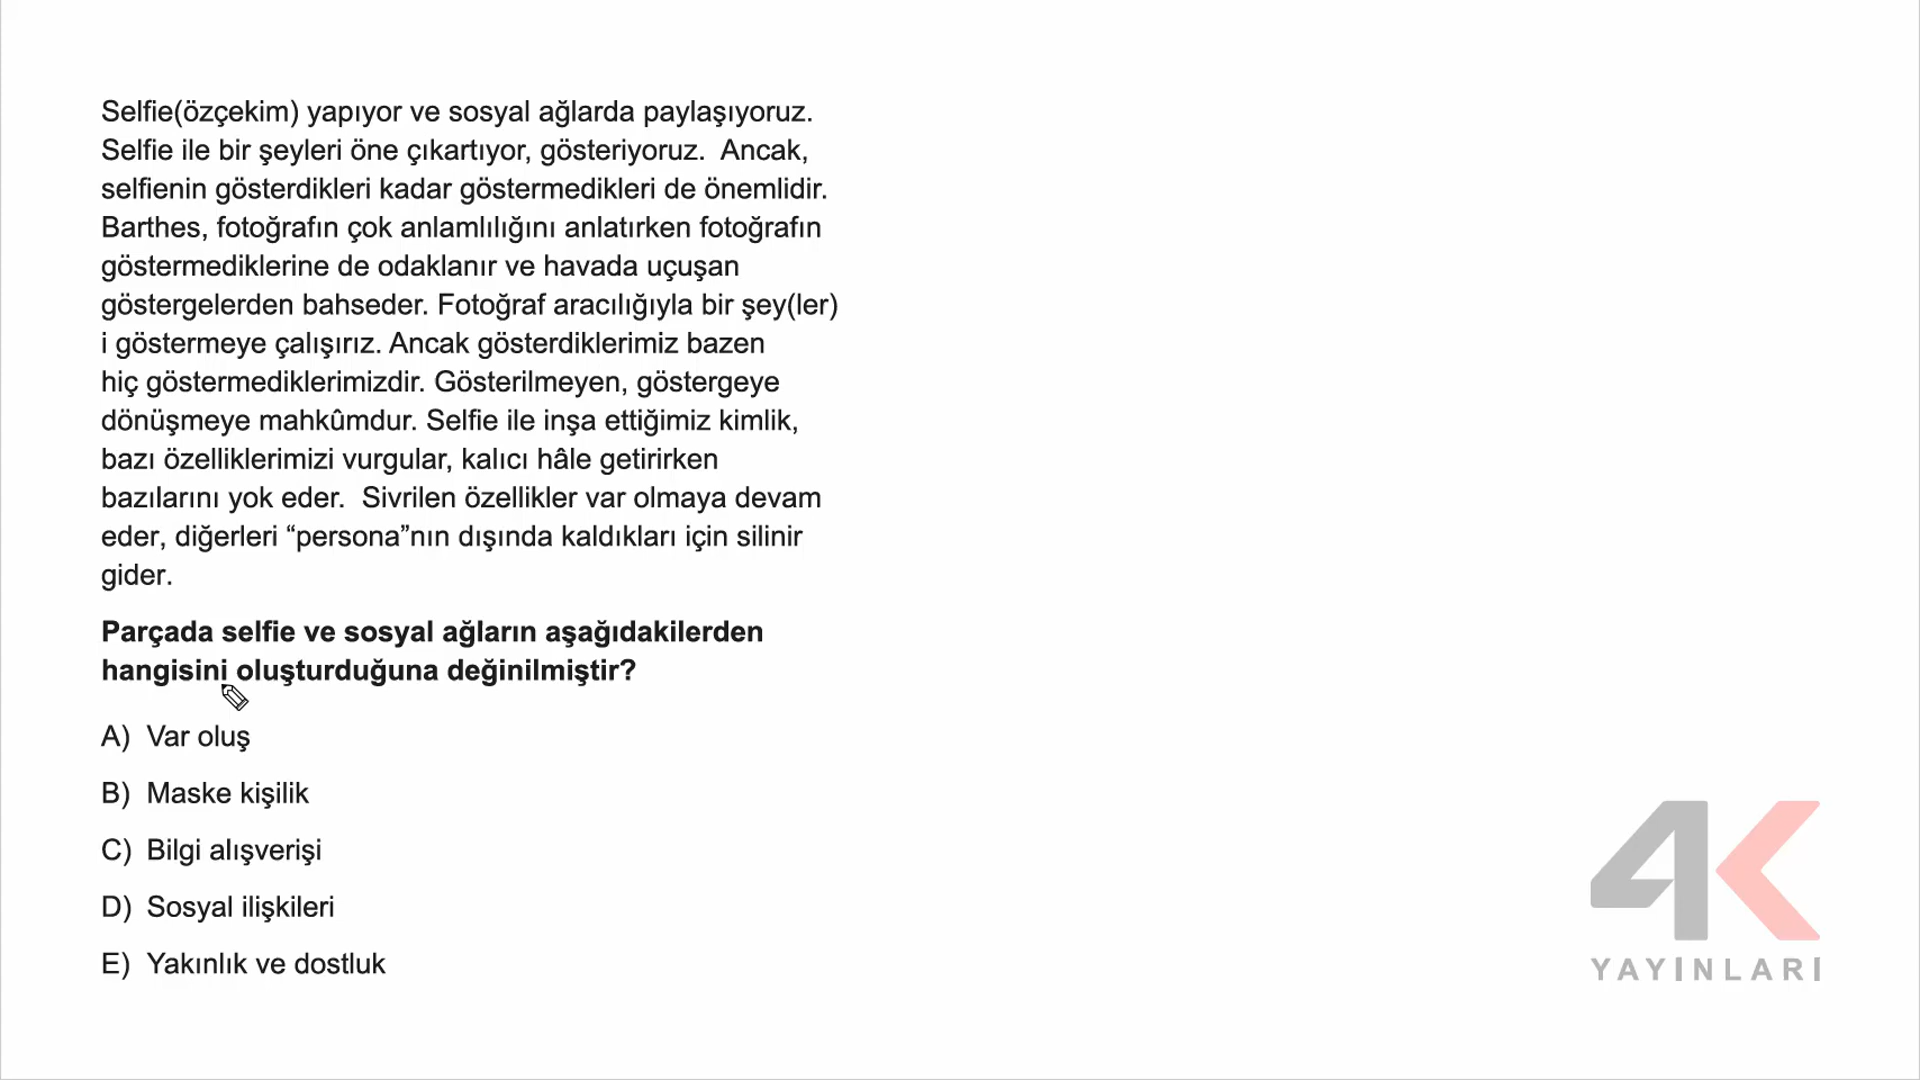 Selfie(özçekim) yapıyor ve sosyal ağlarda paylaşıyoruz.
Selfie ile bir şeyleri öne çıkartıyor, gösteriyoruz.  Ancak,
selfienin gösterdikleri kadar göstermedikleri de önemlidir.
Barthes, fotoğrafın çok anlamlılığını anlatırken fotoğrafın
göstermediklerine de odaklanır ve havada uçuşan
göstergelerden bahseder. Fotoğraf aracılığıyla bir şey(ler)
i göstermeye çalışırız. Ancak gösterdiklerimiz bazen
hiç göstermediklerimizdir. Gösterilmeyen, göstergeye
dönüşmeye mahkûmdur. Selfie ile inşa ettiğimiz kimlik,
bazı özelliklerimizi vurgular, kalıcı hâle getirirken
bazılarını yok eder.  Sivrilen özellikler var olmaya devam
eder, diğerleri “persona”nın dışında kaldıkları için silinir
gider.
Parçada selfie ve sosyal ağların aşağıdakilerden
hangisini oluşturduğuna değinilmiştir?
A) Var oluş
B) Maske kişilik
C) Bilgi alışverişi
D) Sosyal ilişkileri
E) Yakınlık ve dostluk
4K
YAYINLARI